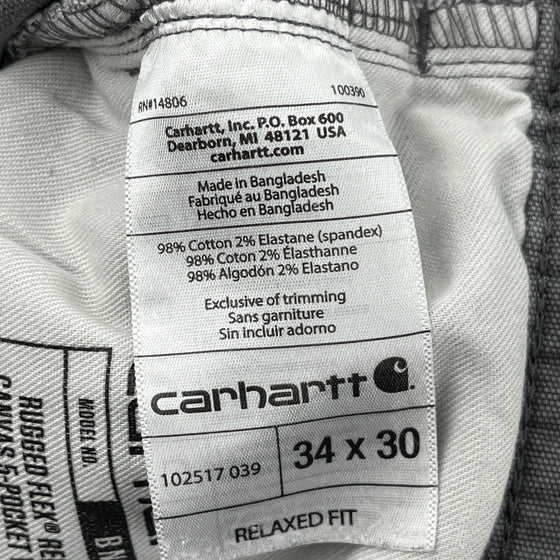 RN#14806 100390
Carhartt, Inc. P.O. Box 600
Dearborn, MI 48121 USA
carhartt.com
Made in Bangladesh
Fabriqué au Bangladesh
Hecho en Bangladesh
98% Cotton 2% Elastane (spandex)
98% Coton 2% Élasthanne
98% Algodón 2% Elastano
Exclusive of trimming
Sans garniture
Sin incluir adorno
carhartt
102517 039
34 x 30
RELAXED FIT
MODEL NO.
BN
RUGGED FLEX® RE
CANVAS 5-POCKET